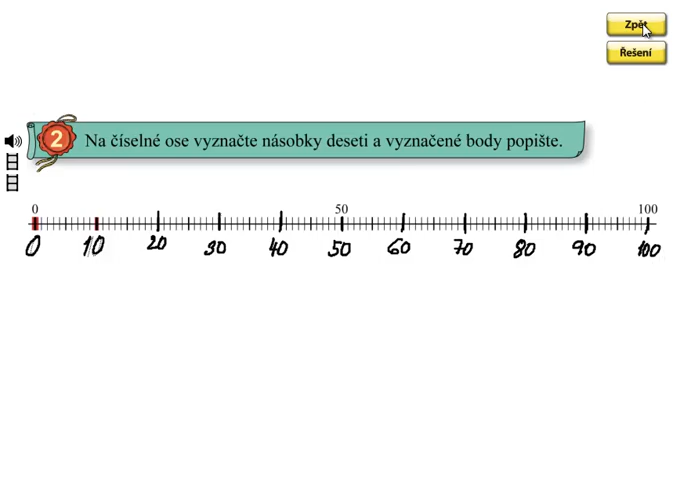 Zpět
Řešení
2 Na číselné ose vyznačte násobky deseti a vyznačené body popište.
0 50 100
0 10 20 30 40 50 60 70 80 90 100